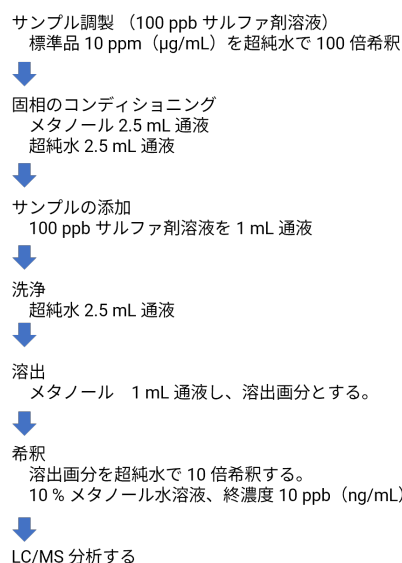 サンプル調製 （100 ppb サルファ剤溶液）
標準品 10 ppm（μg/mL）を超純水で 100 倍希釈
固相のコンディショニング
メタノール 2.5 mL 通液
超純水 2.5 mL 通液
サンプルの添加
100 ppb サルファ剤溶液を 1 mL 通液
洗浄
超純水 2.5 mL 通液
溶出
メタノール　1 mL 通液し、溶出画分とする。
希釈
溶出画分を超純水で 10 倍希釈する。
10 % メタノール水溶液、終濃度 10 ppb（ng/mL）
LC/MS 分析する